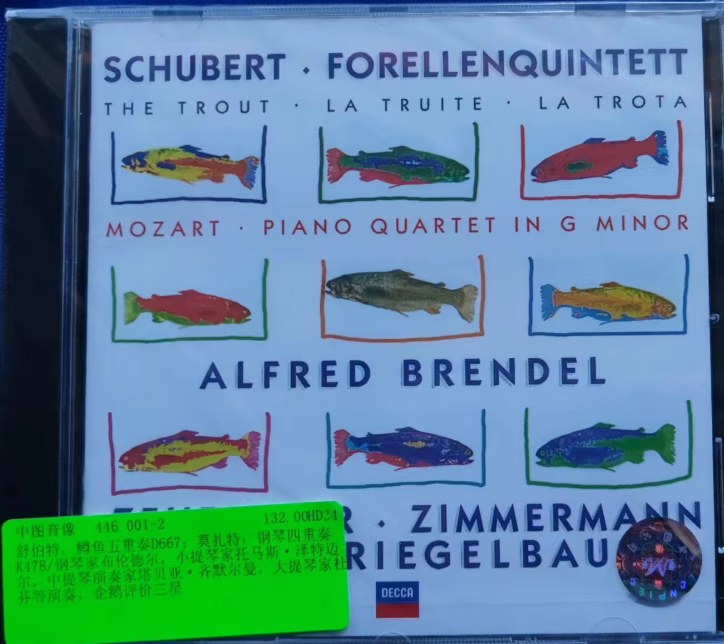 SCHUBERT · FORELLENQUINTETT
THE TROUT · LA TRUITE · LA TROTA
MOZART · PIANO QUARTET IN G MINOR
ALFRED BRENDEL
R · ZIMMERMANN
RIEGELBAU
中图音像 446 001-2 132.00HD24
舒伯特：鳟鱼五重奏D667；莫扎特：钢琴四重奏
K478/钢琴家布伦德尔，小提琴家托马斯·泽特迈
尔，中提琴演奏家塔贝亚·齐默尔曼，大提琴家杜
芬等演奏，企鹅评价三星
DECCA